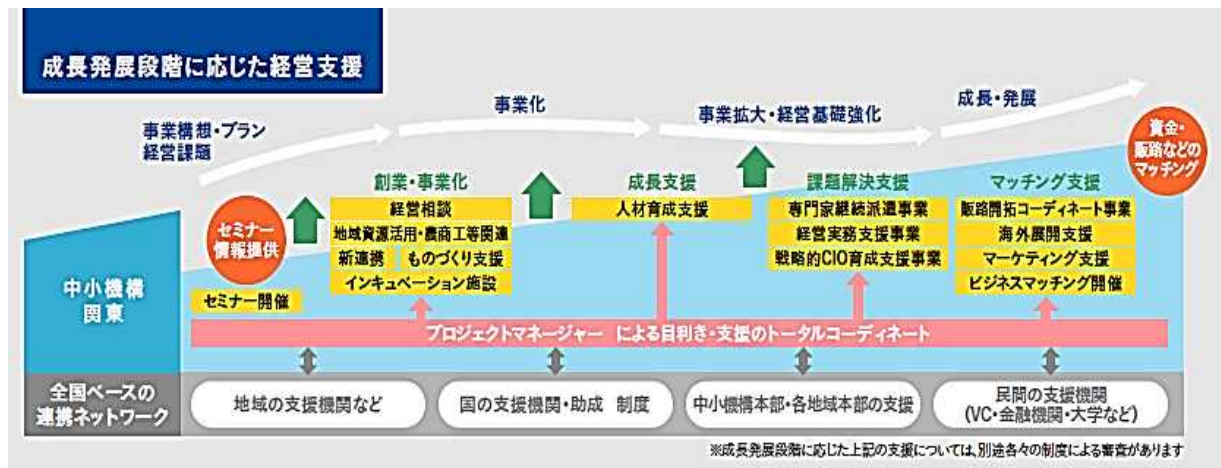 成長発展段階に応じた経営支援
事業構想・プラン
経営課題
事業化
事業拡大・経営基礎強化
成長・発展
資金・
販路などの
マッチング
セミナー
情報提供
セミナー開催
創業・事業化
経営相談
地域資源活用・農商工等関連
新連携 ものづくり支援
インキュベーション施設
成長支援
人材育成支援
課題解決支援
専門家継続派遣事業
経営実務支援事業
戦略的CIO育成支援事業
マッチング支援
販路開拓コーディネート事業
海外展開支援
マーケティング支援
ビジネスマッチング開催
中小機構
関東
プロジェクトマネージャー による目利き・支援のトータルコーディネート
全国ベースの
連携ネットワーク
地域の支援機関など
国の支援機関・助成 制度
中小機構本部・各地域本部の支援
民間の支援機関
(VC・金融機関・大学など)
※成長発展段階に応じた上記の支援については、別途各々の制度による審査があります